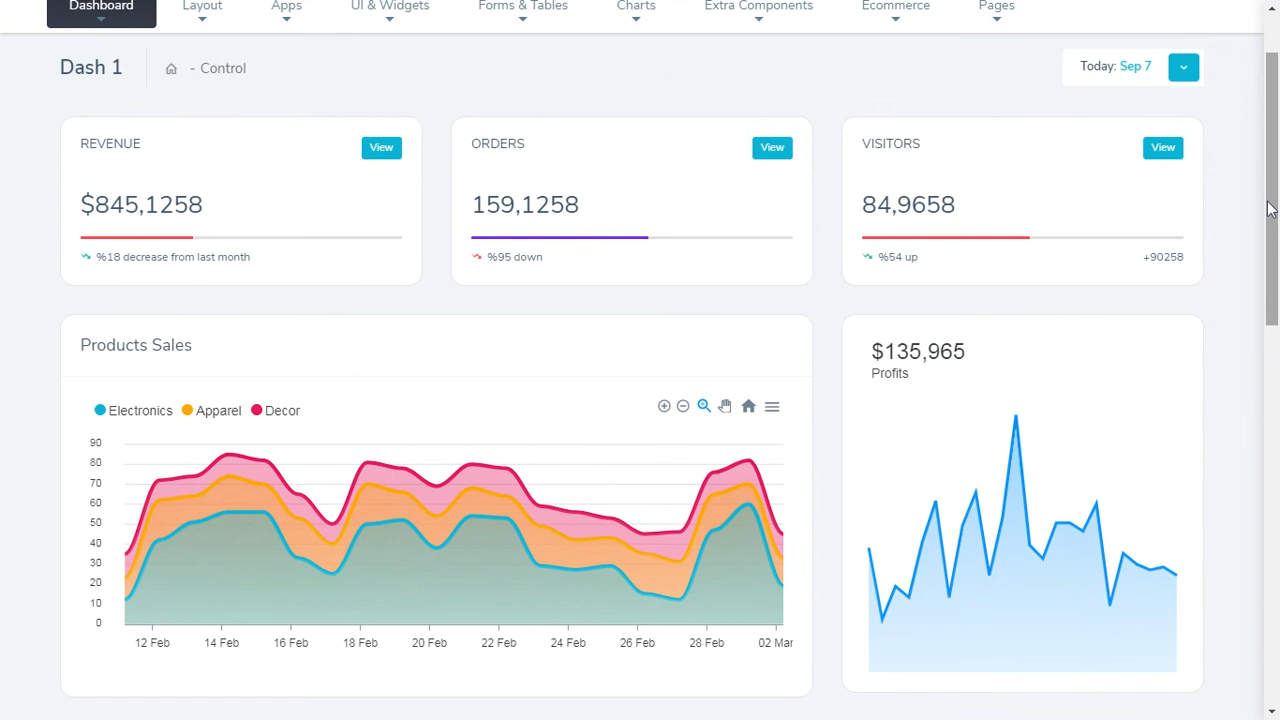 Dashboard Layout Apps UI & Widgets Forms & Tables Charts Extra Components Ecommerce Pages
Dash 1 - Control Today: Sep 7
REVENUE View
$845,1258
%18 decrease from last month
ORDERS View
159,1258
%95 down
VISITORS View
84,9658
%54 up +90258
Products Sales
Electronics Apparel Decor
90
80
70
60
50
40
30
20
10
0
12 Feb 14 Feb 16 Feb 18 Feb 20 Feb 22 Feb 24 Feb 26 Feb 28 Feb 02 Mar
$135,965
Profits